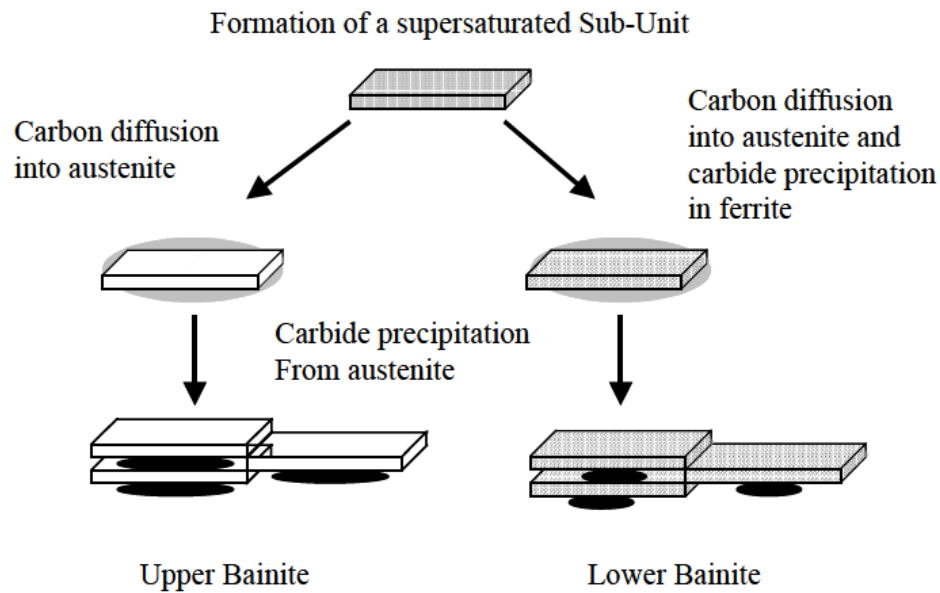 Formation of a supersaturated Sub-Unit
Carbon diffusion
into austenite
Carbon diffusion
into austenite and
carbide precipitation
in ferrite
Carbide precipitation
From austenite
Upper Bainite
Lower Bainite